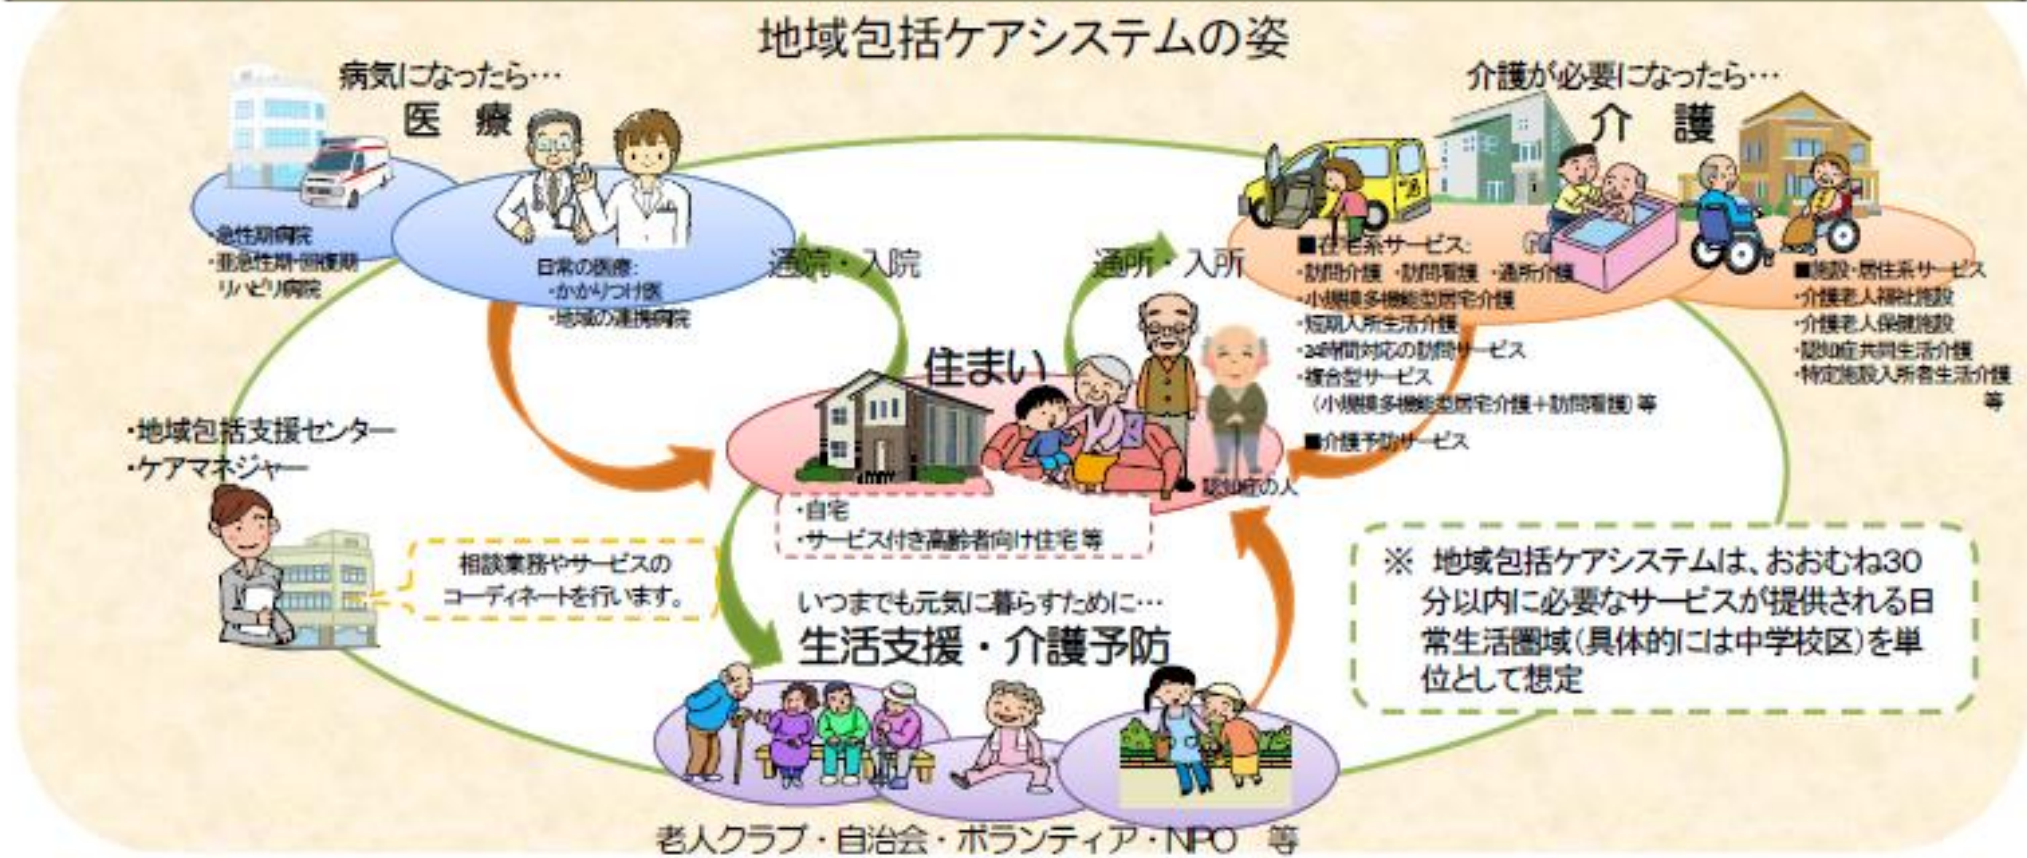 地域包括ケアシステムの姿
病気になったら…
医 療
・急性期病院
・亜急性期・回復期
リハビリ病院
日常の医療:
・かかりつけ医
・地域の連携病院
通院・入院
通所・入所
介護が必要になったら…
介 護
■在宅系サービス:
・訪問介護 ・訪問看護 ・通所介護
・小規模多機能型居宅介護
・短期入所生活介護
・24時間対応の訪問サービス
・複合型サービス
(小規模多機能型居宅介護+訪問看護) 等
■介護予防サービス
■施設・居住系サービス
・介護老人福祉施設
・介護老人保健施設
・認知症共同生活介護
・特定施設入所者生活介護
等
住まい
認知症の人
・自宅
・サービス付き高齢者向け住宅 等
・地域包括支援センター
・ケアマネジャー
相談業務やサービスの
コーディネートを行います。
いつまでも元気に暮らすために…
生活支援・介護予防
老人クラブ・自治会・ボランティア・NPO 等
※ 地域包括ケアシステムは、おおむね30
分以内に必要なサービスが提供される日
常生活圏域(具体的には中学校区)を単
位として想定